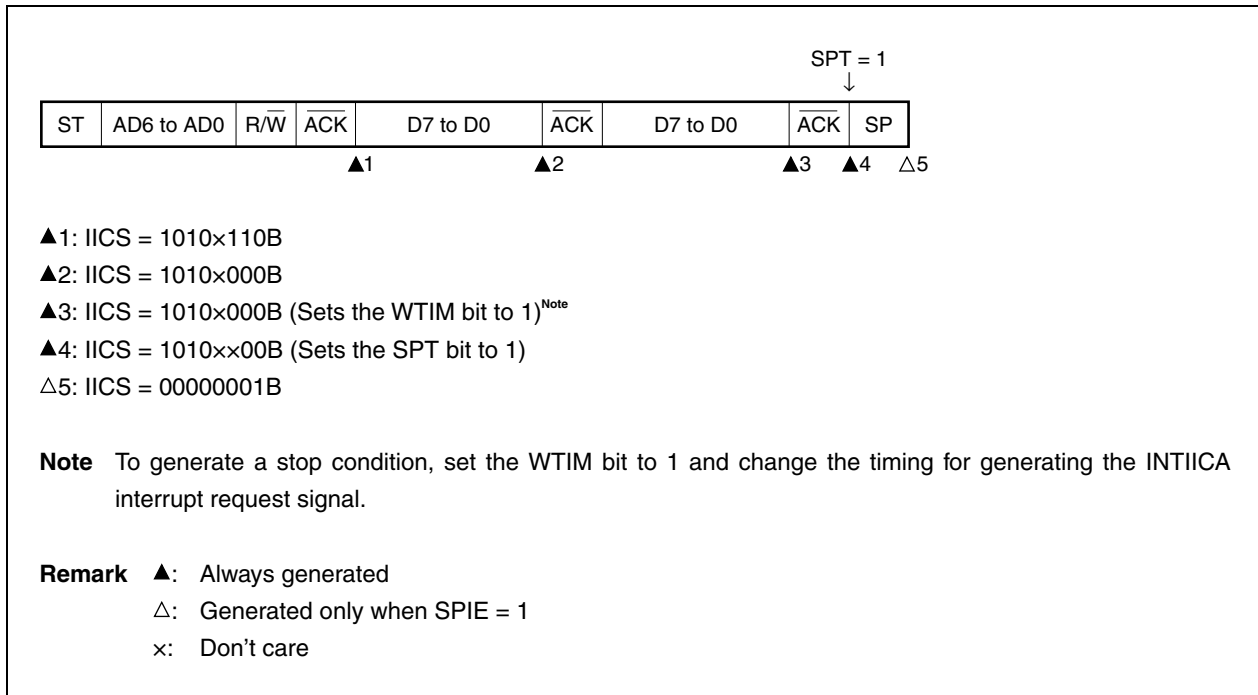 SPT = 1
↓
ST AD6 to AD0 R/W̅ A̅C̅K̅ D7 to D0 A̅C̅K̅ D7 to D0 A̅C̅K̅ SP
▲1 ▲2 ▲3 ▲4 △5
▲1: IICS = 1010×110B
▲2: IICS = 1010×000B
▲3: IICS = 1010×000B (Sets the WTIM bit to 1)Note
▲4: IICS = 1010××00B (Sets the SPT bit to 1)
△5: IICS = 00000001B
Note To generate a stop condition, set the WTIM bit to 1 and change the timing for generating the INTIICA
interrupt request signal.
Remark ▲: Always generated
△: Generated only when SPIE = 1
×: Don't care